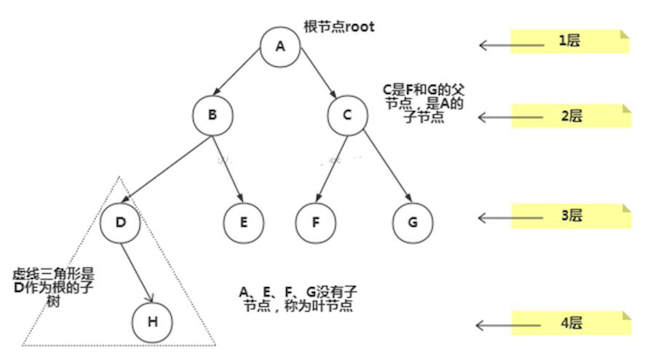 根节点root
A
1层
C是F和G的父
节点，是A的
子节点
B
C
2层
D
E
F
G
3层
虚线三角形是
D作为根的子
树
A、E、F、G没有子
节点，称为叶节点
H
4层